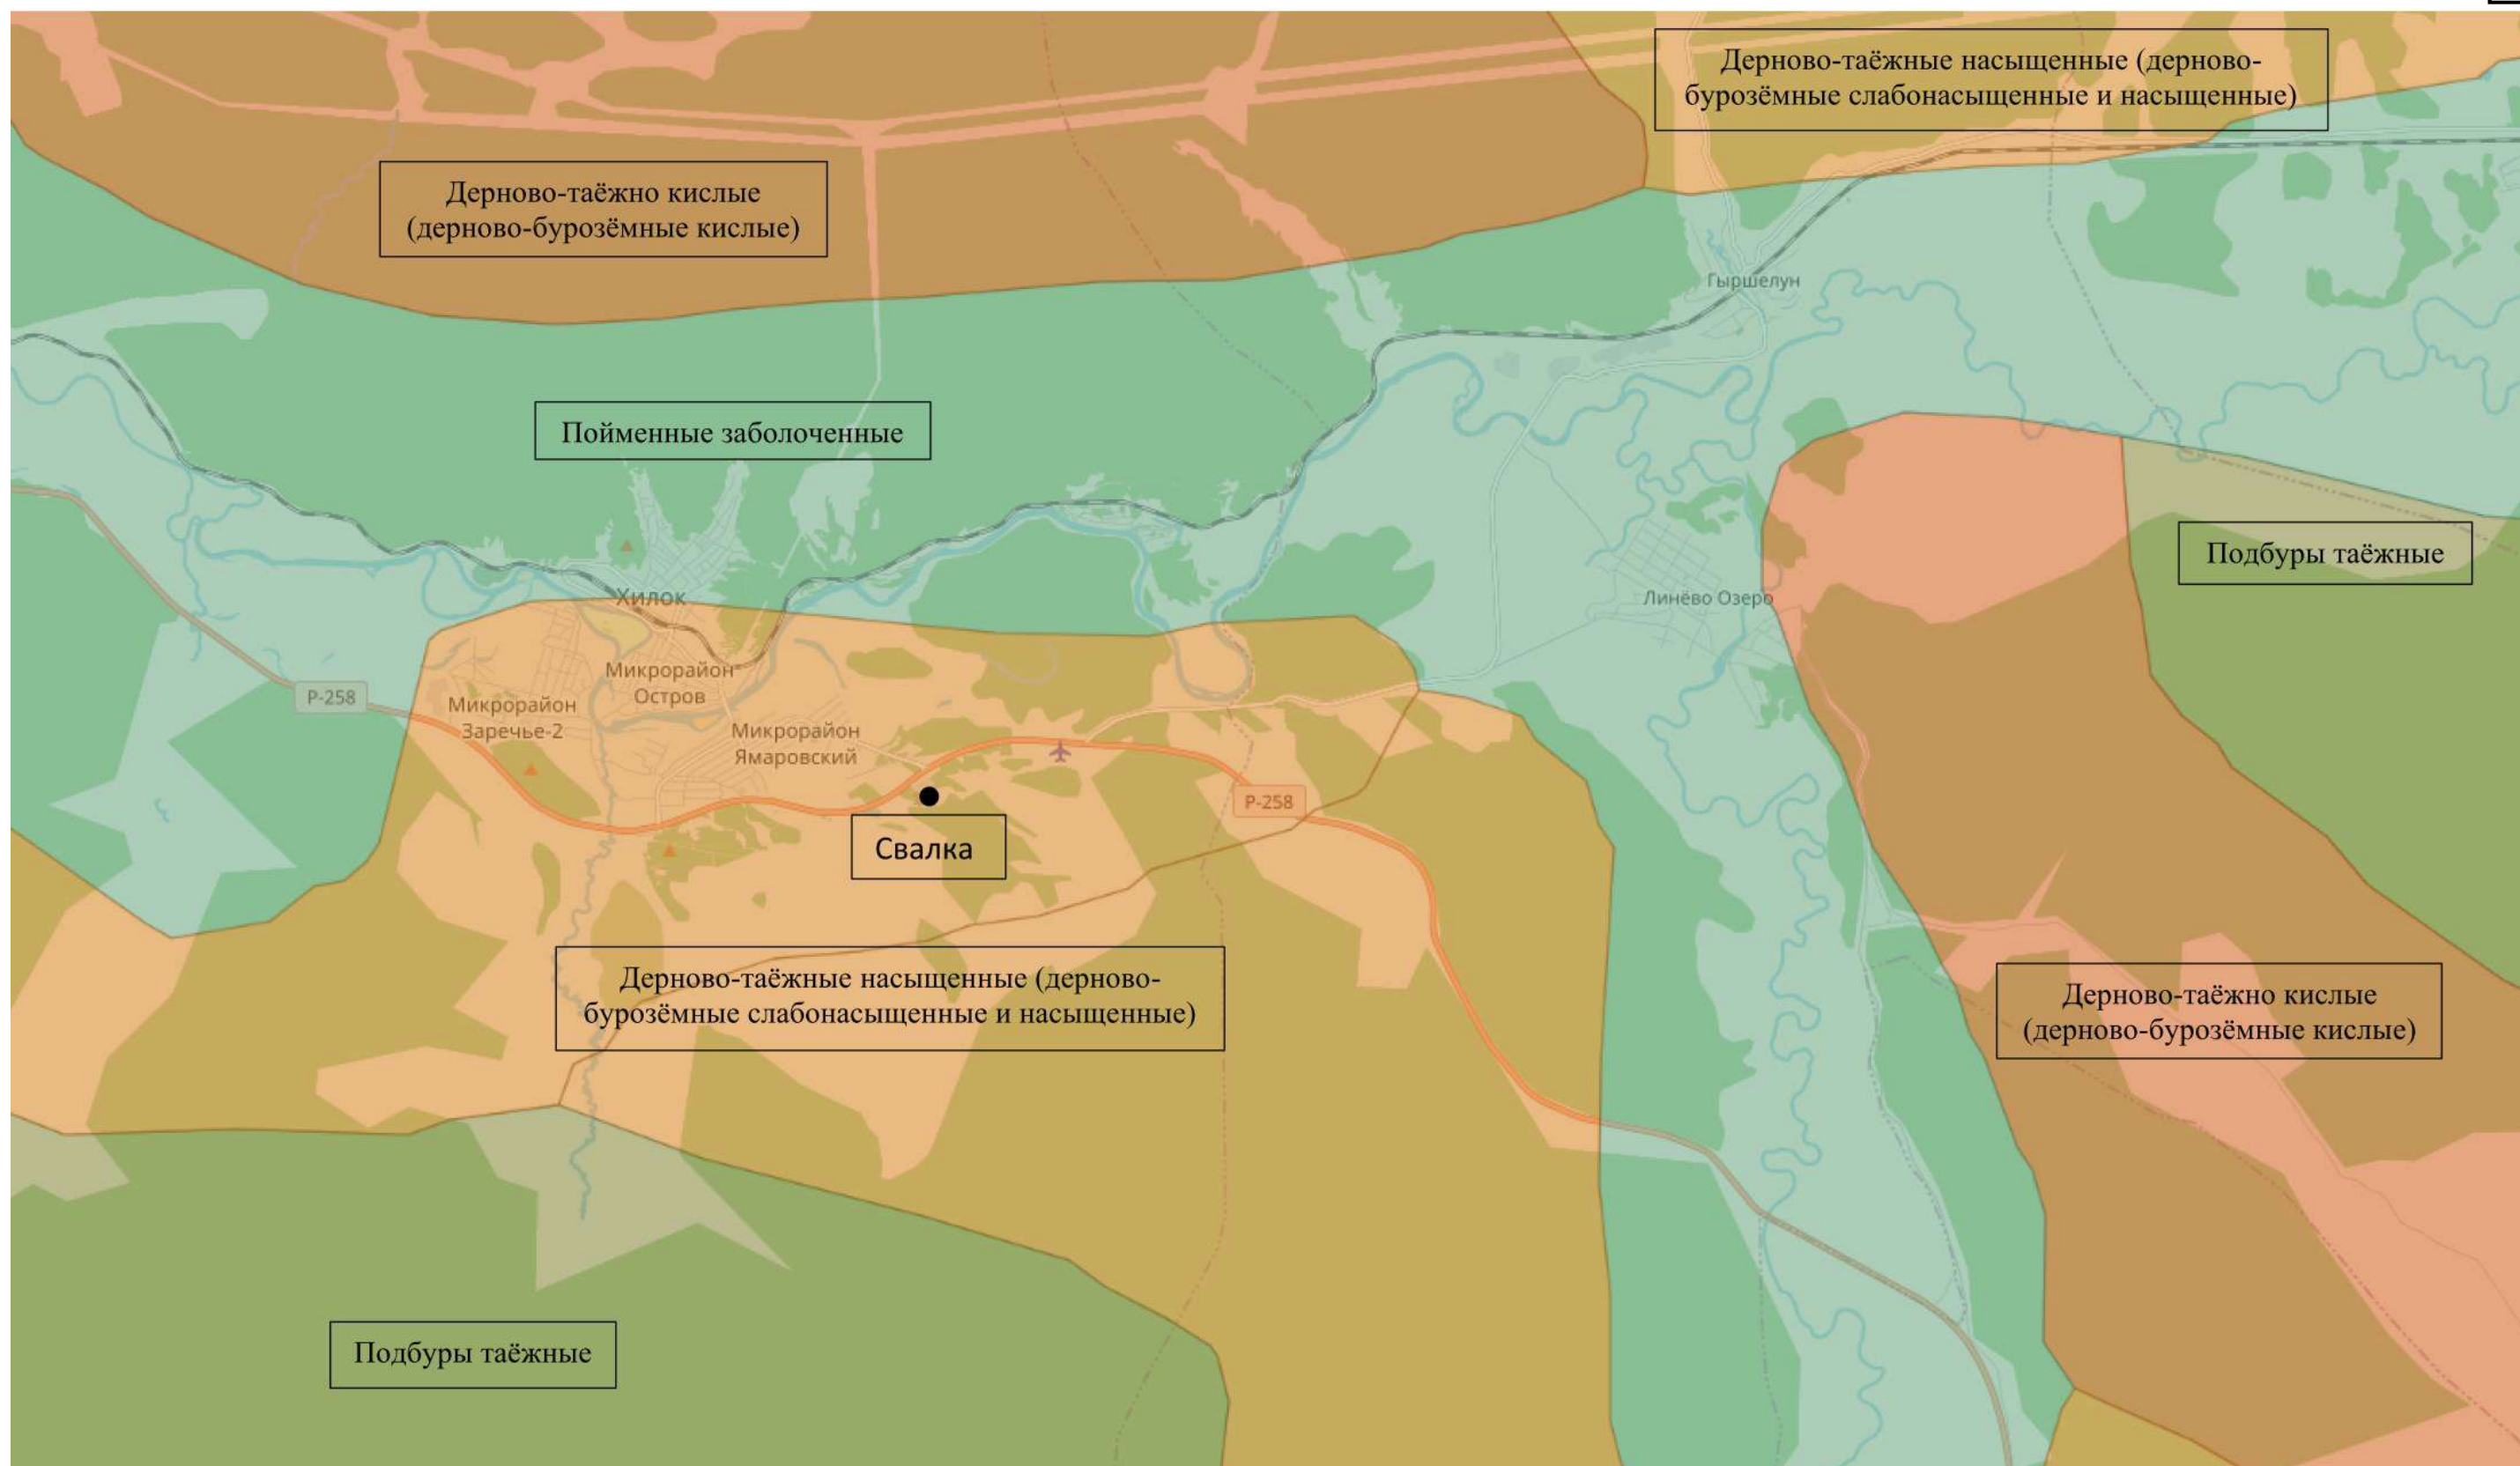 Дерново-таёжные насыщенные (дерново-
бурозёмные слабонасыщенные и насыщенные)
Дерново-таёжно кислые
(дерново-бурозёмные кислые)
Гыршелун
Пойменные заболоченные
Подбуры таёжные
Хилок
Линёво Озеро
Микрорайон
Остров
Р-258
Микрорайон
Заречье-2
Микрорайон
Ямаровский
Р-258
Свалка
Дерново-таёжные насыщенные (дерново-
бурозёмные слабонасыщенные и насыщенные)
Дерново-таёжно кислые
(дерново-бурозёмные кислые)
Подбуры таёжные